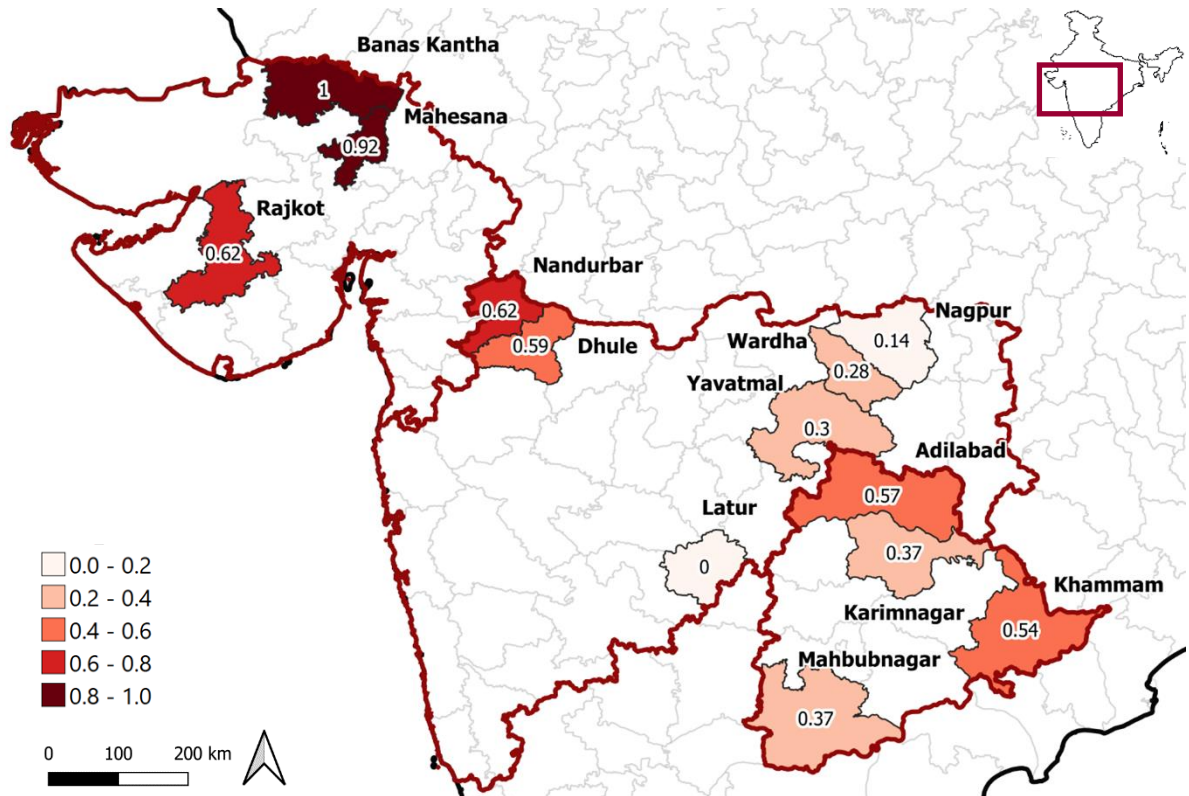 Banas Kantha
1
Mahesana
0.92
Rajkot
0.62
Nandurbar
0.62
0.59
Dhule
Nagpur
0.14
Wardha
0.28
Yavatmal
0.3
Adilabad
0.57
Latur
0
0.37
Karimnagar
Khammam
0.54
Mahbubnagar
0.37
0.0 - 0.2
0.2 - 0.4
0.4 - 0.6
0.6 - 0.8
0.8 - 1.0
0 100 200 km